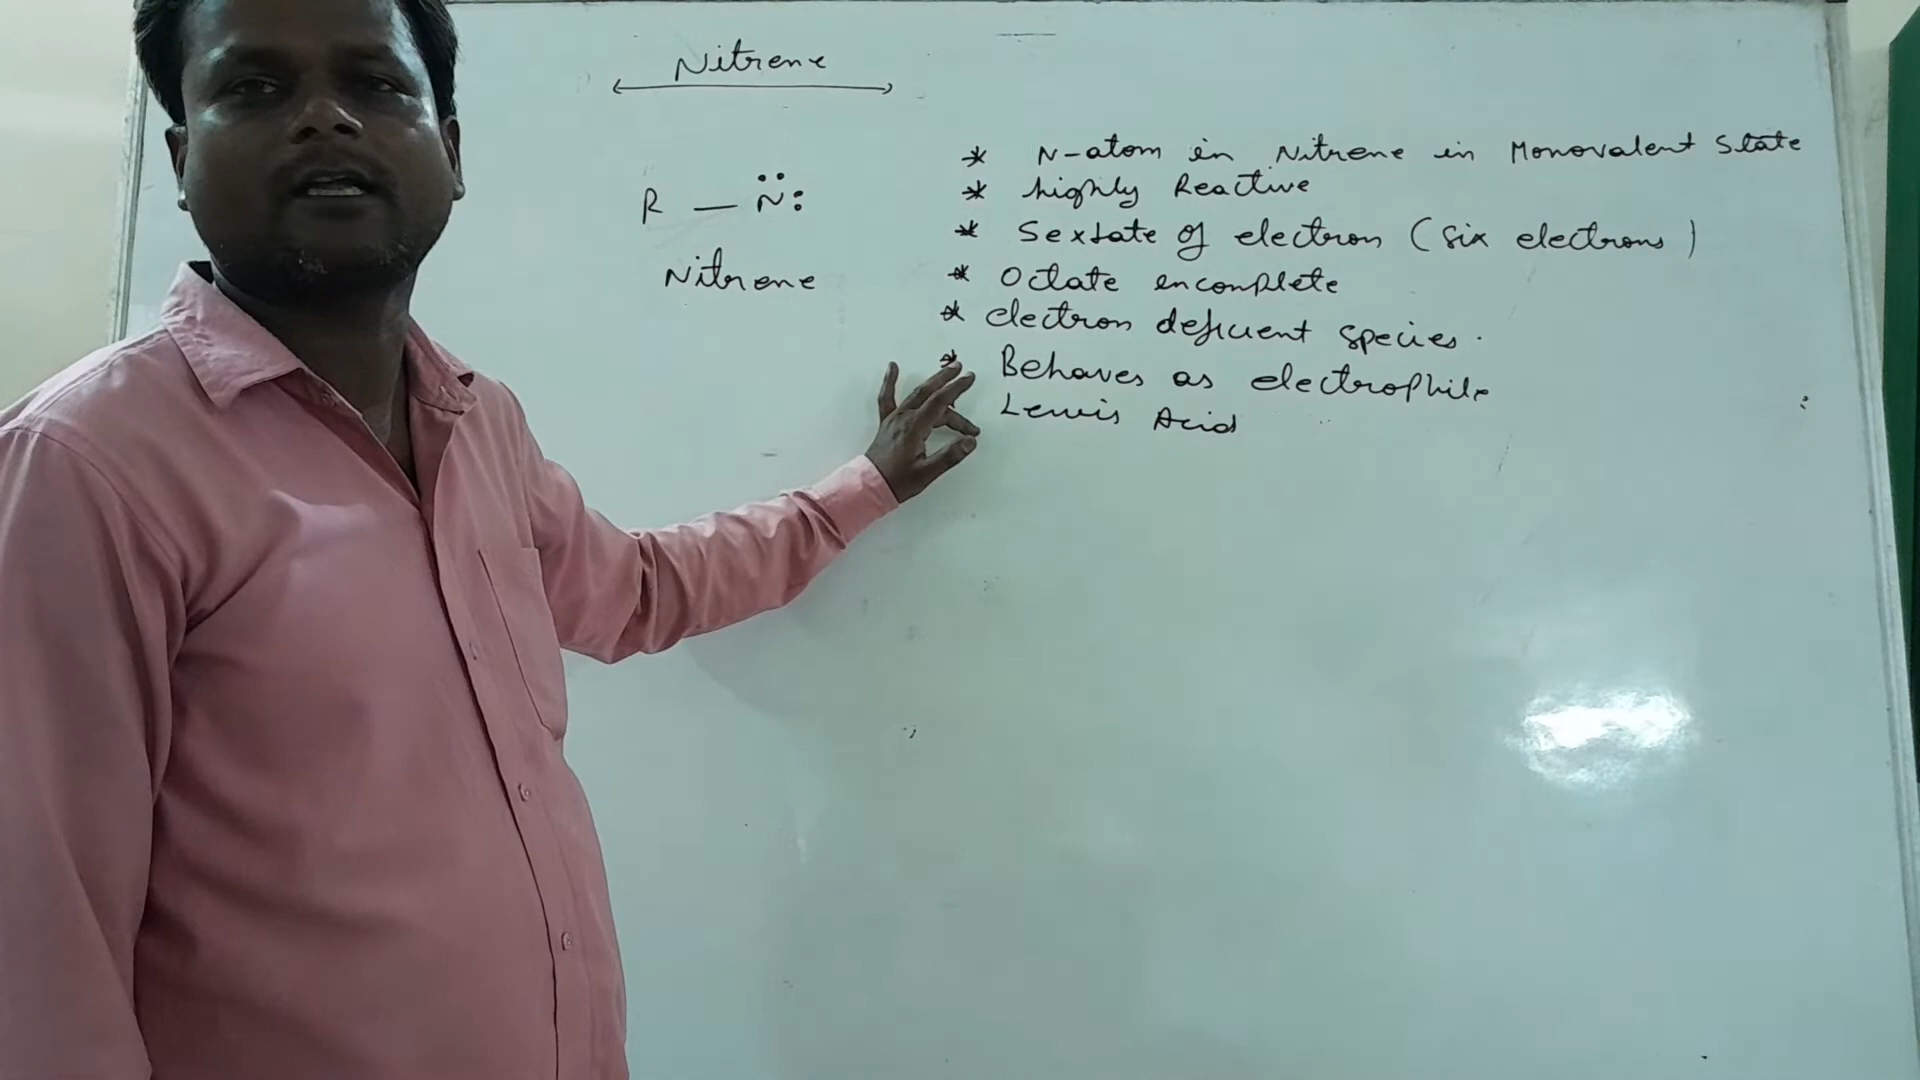 Nitrene
R — N̈:
Nitrene
* N-atom in Nitrene in Monovalent State
* highly Reactive
* Sextate of electron (six electrons)
* Octate encomplete
* electron deficient species.
* Behaves as electrophile
Lewis Acid